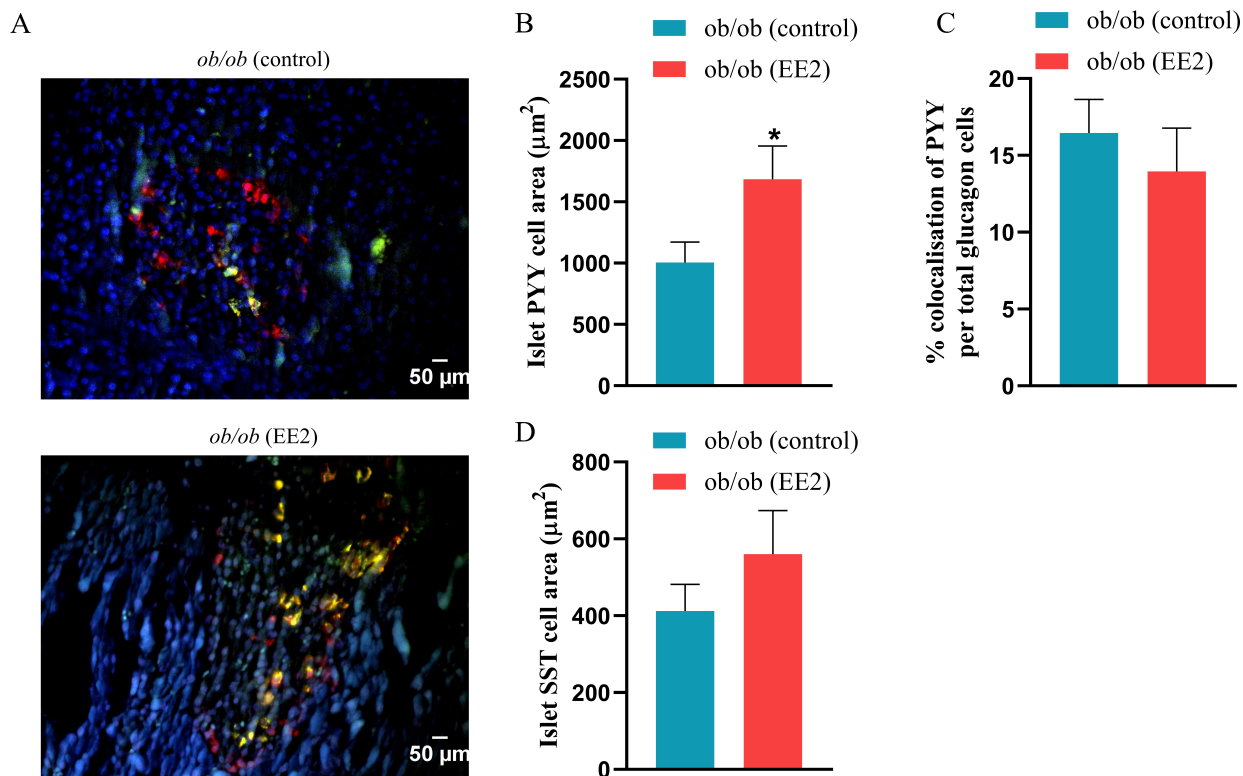 A
ob/ob (control)
50 µm
ob/ob (EE2)
50 µm
B
ob/ob (control)
ob/ob (EE2)
Islet PYY cell area (µm²)
2500
2000
1500
1000
500
0
*
C
ob/ob (control)
ob/ob (EE2)
% colocalisation of PYY
per total glucagon cells
20
15
10
5
0
D
ob/ob (control)
ob/ob (EE2)
Islet SST cell area (µm²)
800
600
400
200
0